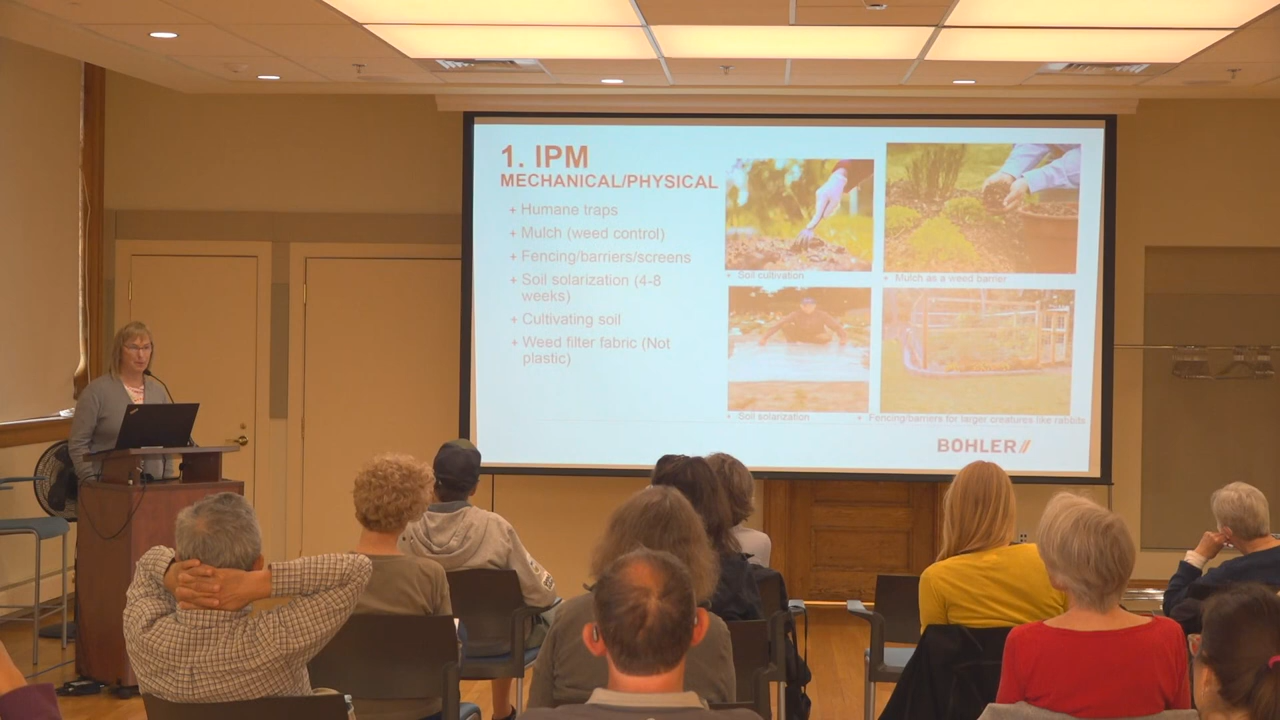 1. IPM
MECHANICAL/PHYSICAL
+ Humane traps
+ Mulch (weed control)
+ Fencing/barriers/screens
+ Soil solarization (4-8
weeks)
+ Cultivating soil
+ Weed filter fabric (Not
plastic)
+ Soil cultivation
+ Mulch as a weed barrier
+ Soil solarization
+ Fencing/barriers for larger creatures like rabbits
BOHLER//